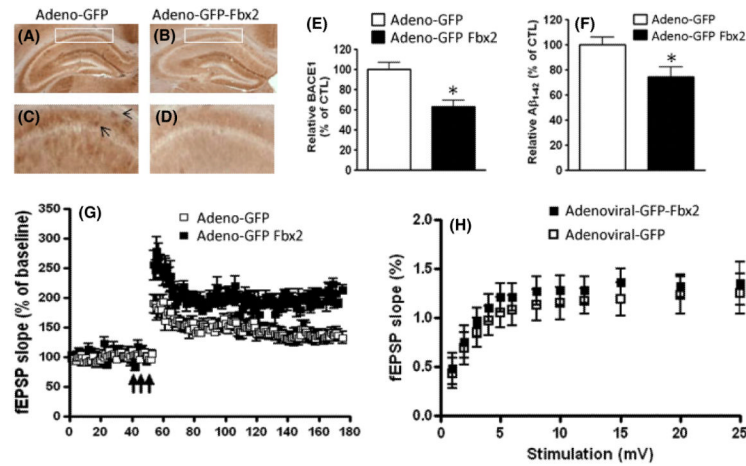 Adeno-GFP
Adeno-GFP-Fbx2
(A)
(B)
(C)
(D)
(E)
Adeno-GFP
Adeno-GFP Fbx2
Relative BACE1
(% of CTL)
120
100
80
60
40
20
0
*
(F)
Adeno-GFP
Adeno-GFP Fbx2
Relative Aβ1-42 (% of CTL)
120
100
80
60
40
20
0
*
(G)
Adeno-GFP
Adeno-GFP Fbx2
fEPSP slope (% of baseline)
350
300
250
200
150
100
50
0
0 20 40 60 80 100 120 140 160 180
(H)
Adenoviral-GFP-Fbx2
Adenoviral-GFP
fEPSP slope (%)
2.0
1.5
1.0
0.5
0.0
0 5 10 15 20 25
Stimulation (mV)